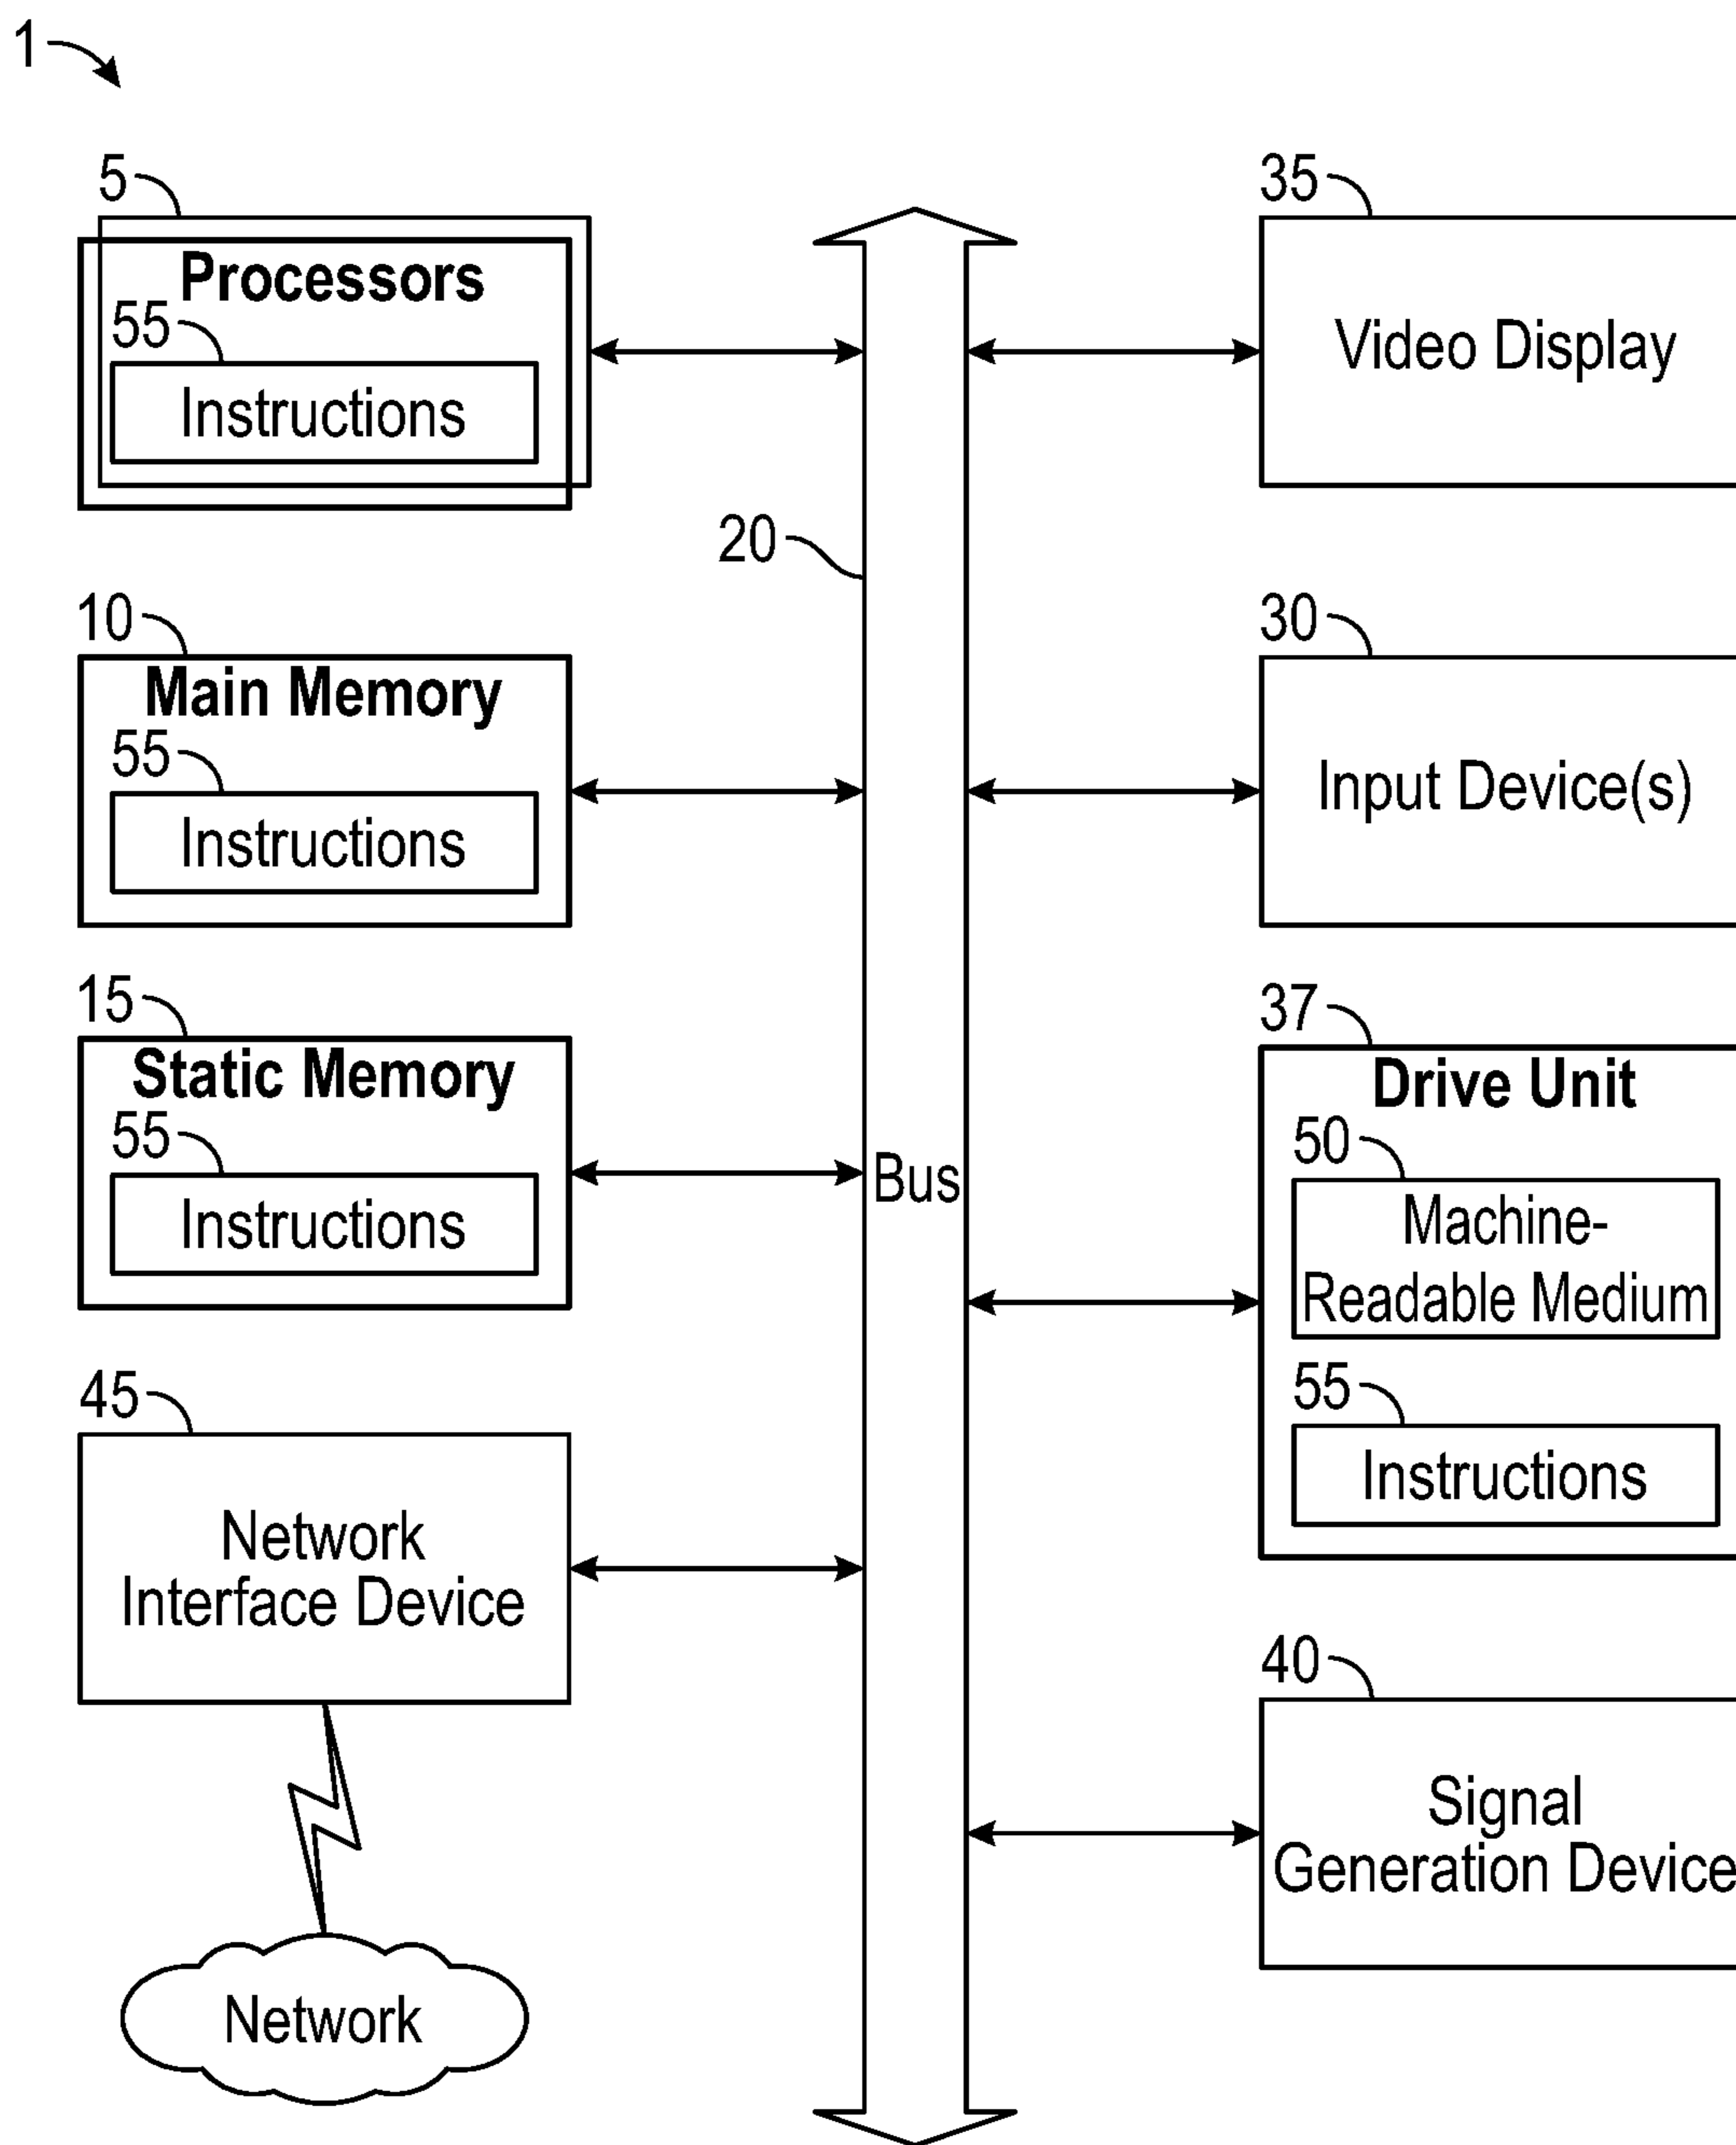 1
5
Processors
55
Instructions
10
Main Memory
55
Instructions
15
Static Memory
55
Instructions
45
Network
Interface Device
Network
20
Bus
35
Video Display
30
Input Device(s)
37
Drive Unit
50
Machine-
Readable Medium
55
Instructions
40
Signal
Generation Device